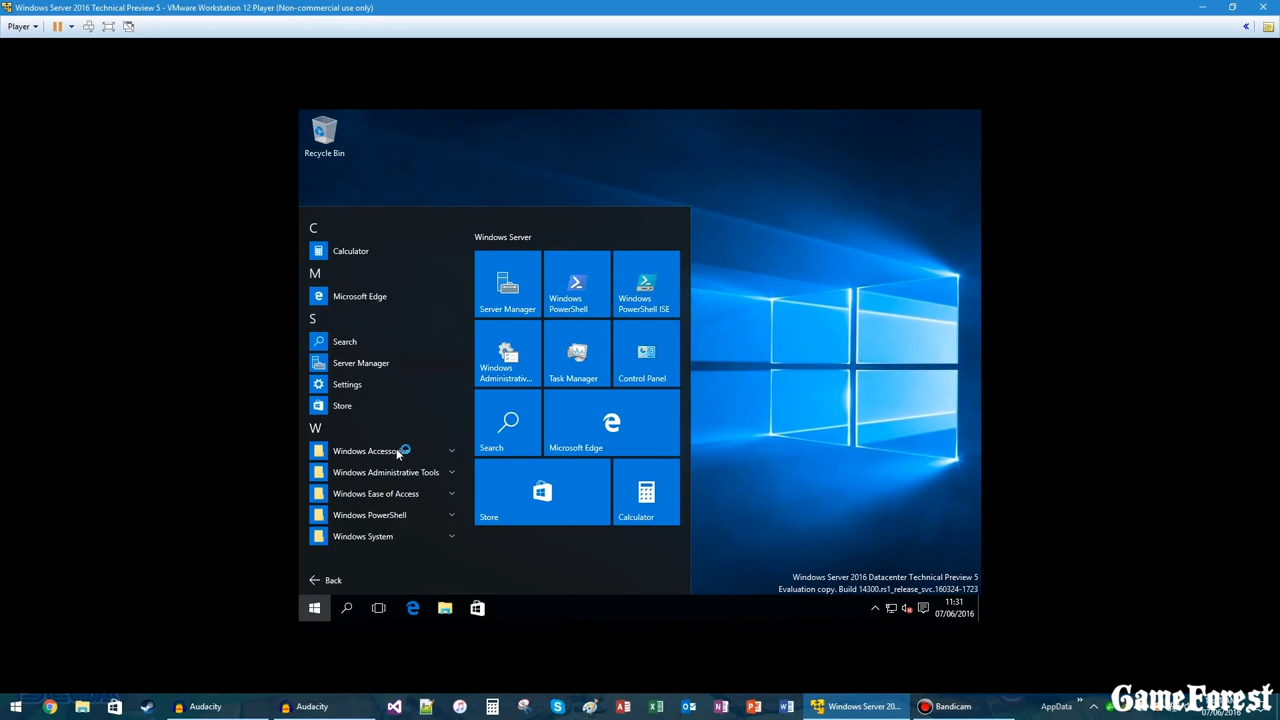 Windows Server 2016 Technical Preview 5 - VMware Workstation 12 Player (Non-commercial use only)
Player
Recycle Bin
C
Calculator
M
Microsoft Edge
S
Search
Server Manager
Settings
Store
W
Windows Accessories
Windows Administrative Tools
Windows Ease of Access
Windows PowerShell
Windows System
Back
Windows Server
Server Manager
Windows PowerShell
Windows PowerShell ISE
Windows Administrativ...
Task Manager
Control Panel
Search
Microsoft Edge
Store
Calculator
Windows Server 2016 Datacenter Technical Preview 5
Evaluation copy. Build 14300.rs1_release_svc.160324-1723
11:31
07/06/2016
Audacity
Audacity
Windows Server 20...
Bandicam
AppData
GameForest
07/06/2016